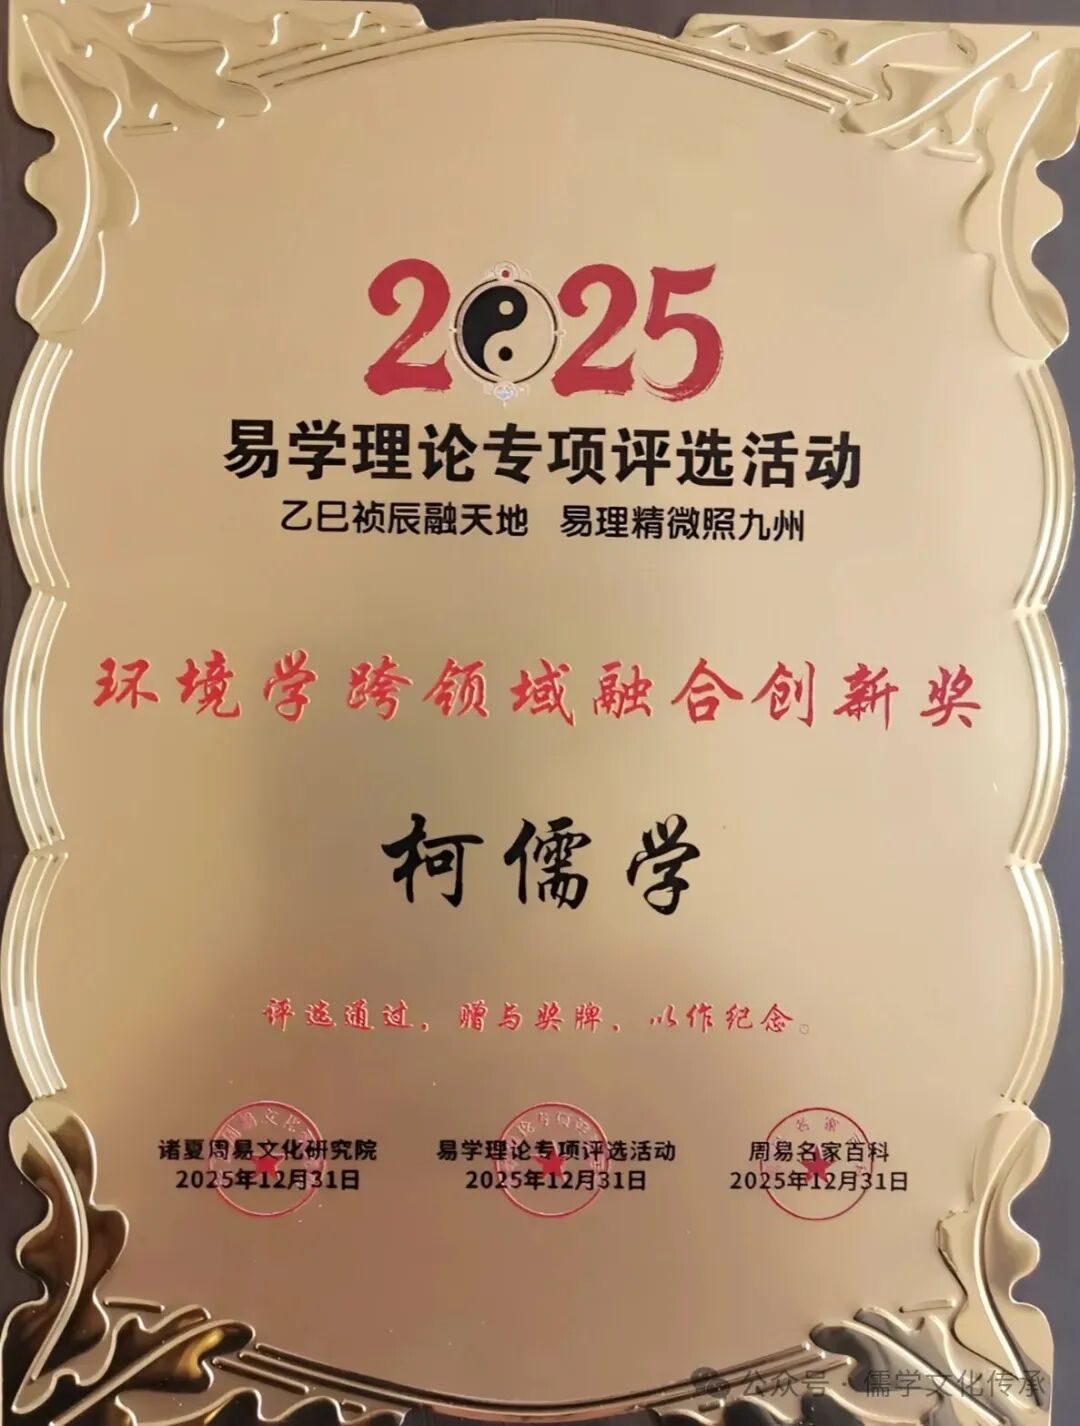 2025
易学理论专项评选活动
乙巳祯辰融天地 易理精微照九州
环境学跨领域融合创新奖
柯儒学
评选通过，赠与奖牌，以作纪念。
诸夏周易文化研究院 易学理论专项评选活动 周易名家百科
2025年12月31日 2025年12月31日 2025年12月31日
公众号·儒学文化传承